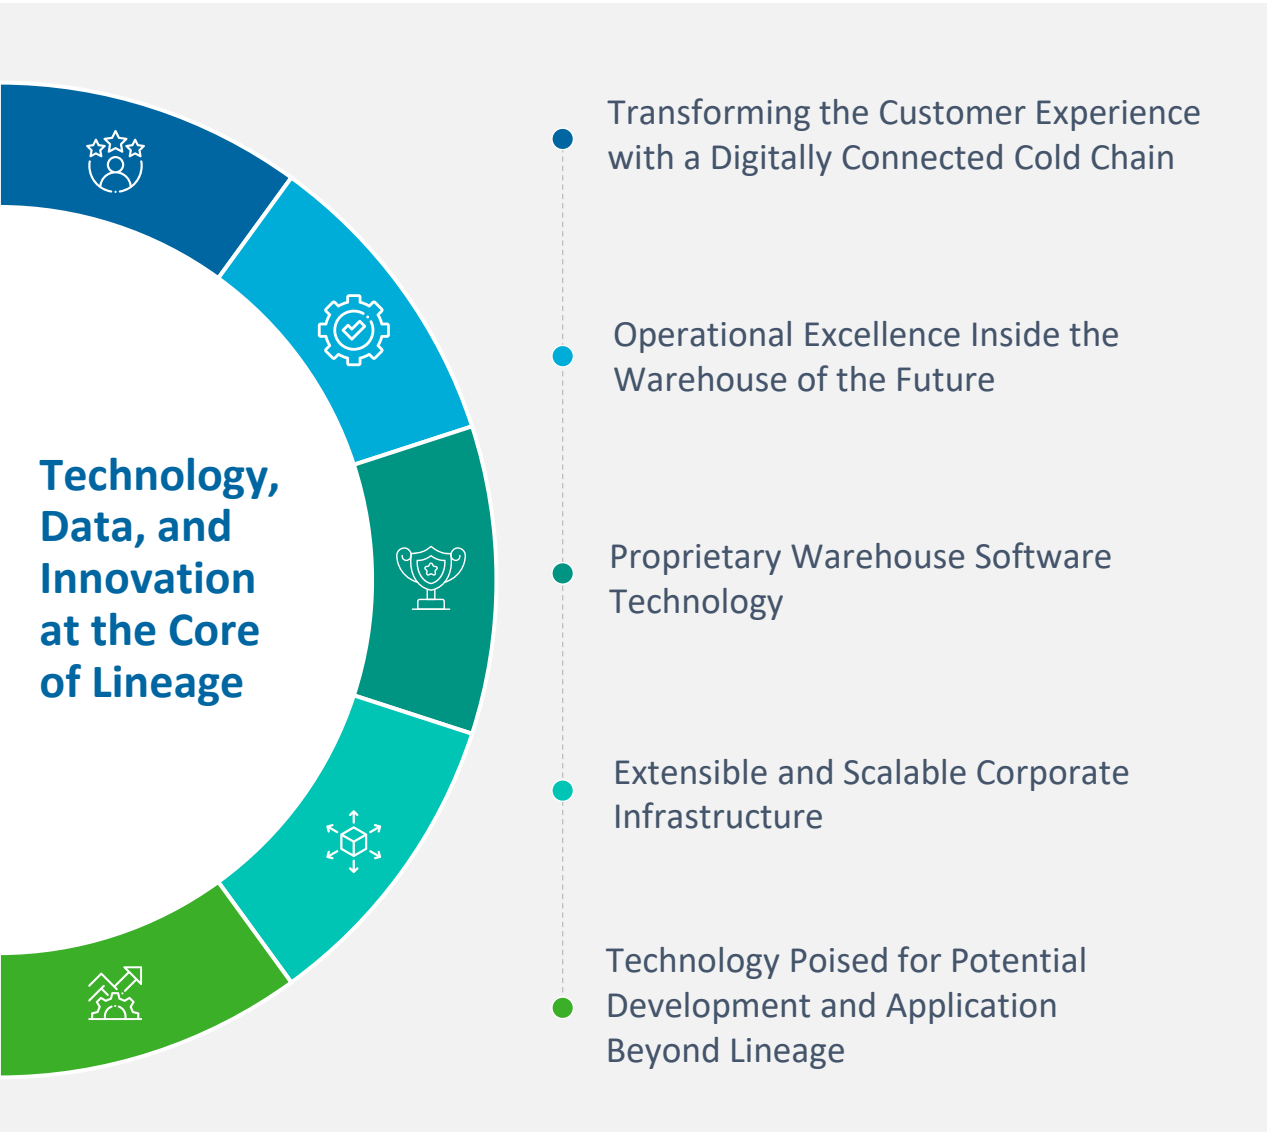 Technology,
Data, and
Innovation
at the Core
of Lineage
Transforming the Customer Experience
with a Digitally Connected Cold Chain
Operational Excellence Inside the
Warehouse of the Future
Proprietary Warehouse Software
Technology
Extensible and Scalable Corporate
Infrastructure
Technology Poised for Potential
Development and Application
Beyond Lineage